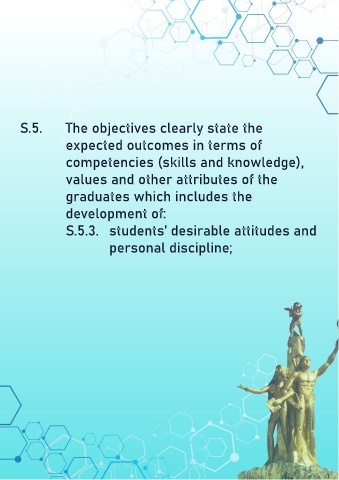 S.5. The objectives clearly state the
expected outcomes in terms of
competencies (skills and knowledge),
values and other attributes of the
graduates which includes the
development of:
S.5.3. students' desirable attitudes and
personal discipline;